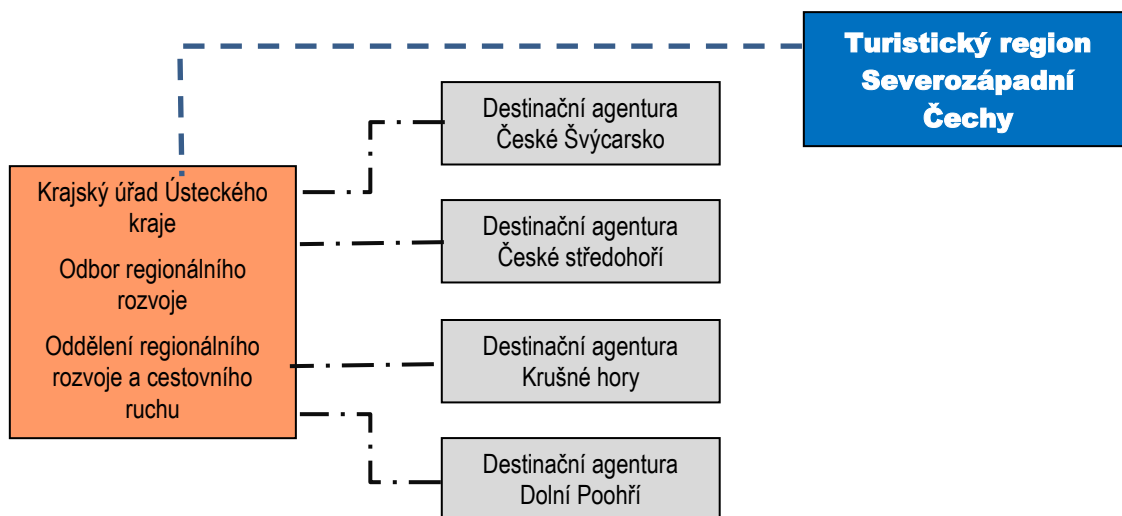 Turistický region
Severozápadní
Čechy
Destinační agentura
České Švýcarsko
Krajský úřad Ústeckého
kraje
Odbor regionálního
rozvoje
Oddělení regionálního
rozvoje a cestovního
ruchu
Destinační agentura
České středohoří
Destinační agentura
Krušné hory
Destinační agentura
Dolní Poohří